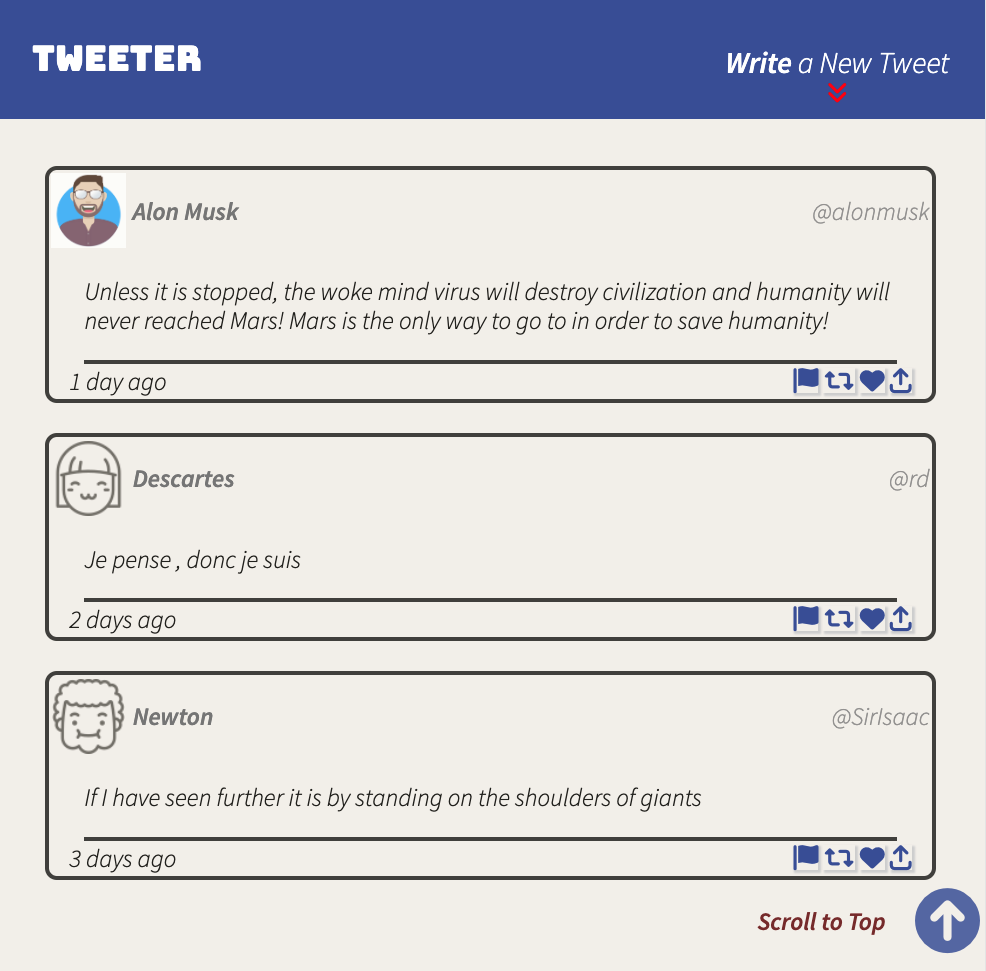 TWEETER
Write a New Tweet
Alon Musk
@alonmusk
Unless it is stopped, the woke mind virus will destroy civilization and humanity will
never reached Mars! Mars is the only way to go to in order to save humanity!
1 day ago
Descartes
@rd
Je pense , donc je suis
2 days ago
Newton
@SirIsaac
If I have seen further it is by standing on the shoulders of giants
3 days ago
Scroll to Top